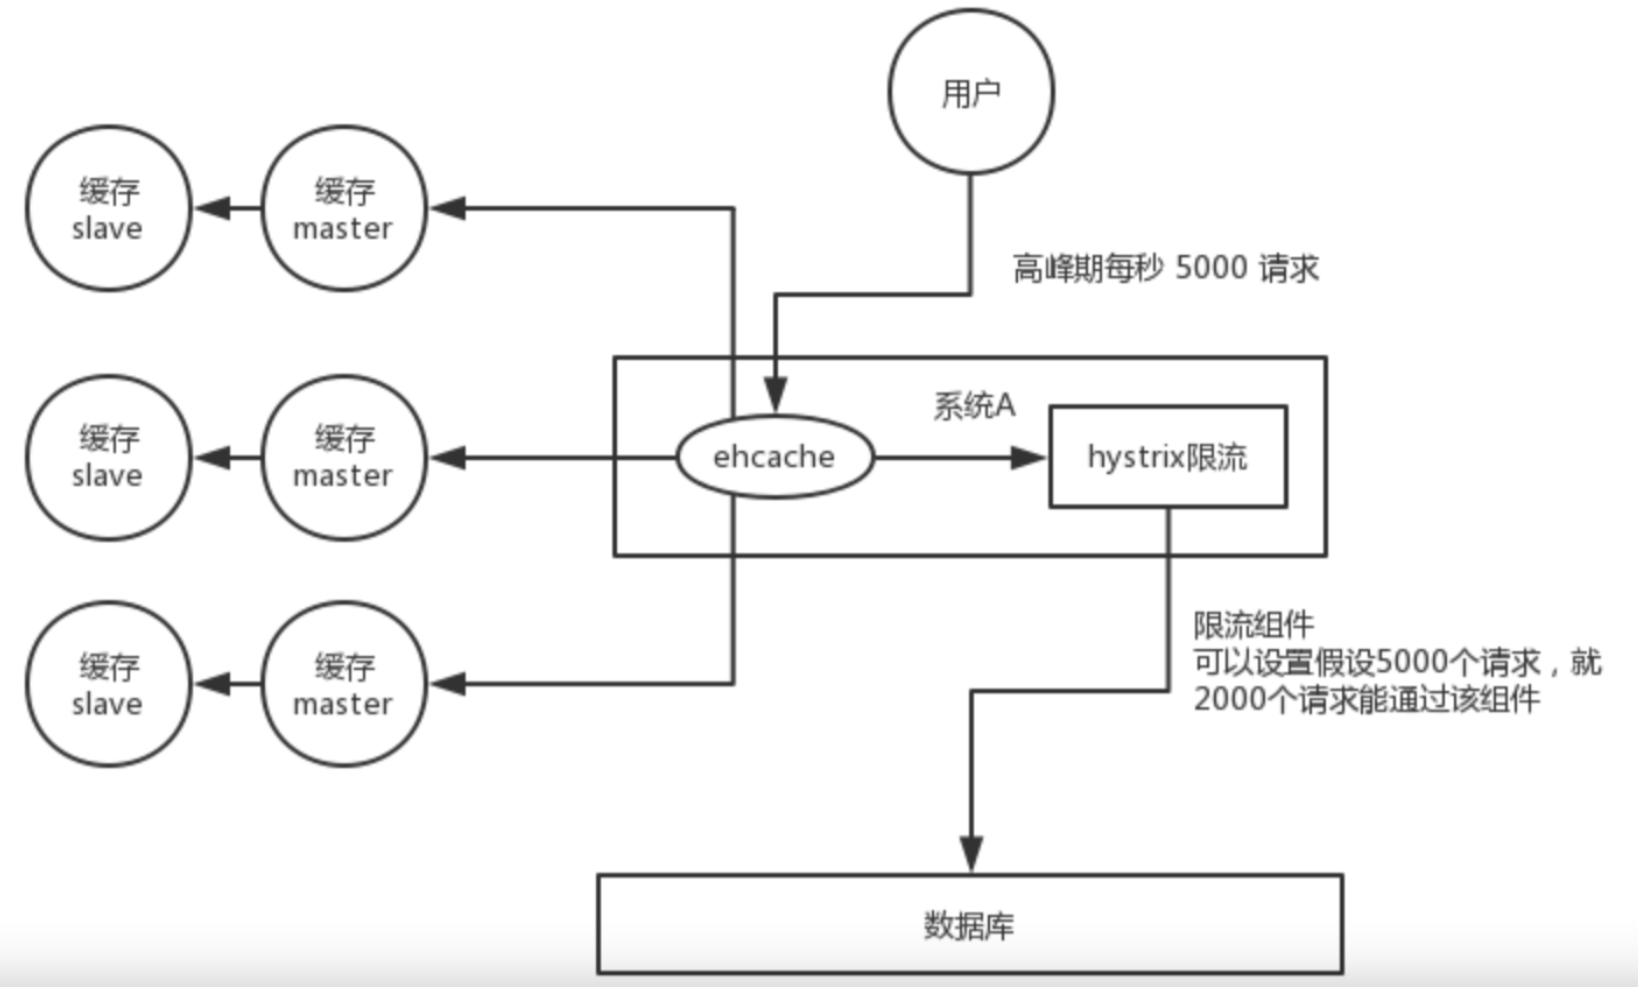 用户
高峰期每秒 5000 请求
缓存
slave
缓存
master
缓存
slave
缓存
master
缓存
slave
缓存
master
系统A
ehcache
hystrix限流
限流组件
可以设置假设5000个请求，就
2000个请求能通过该组件
数据库